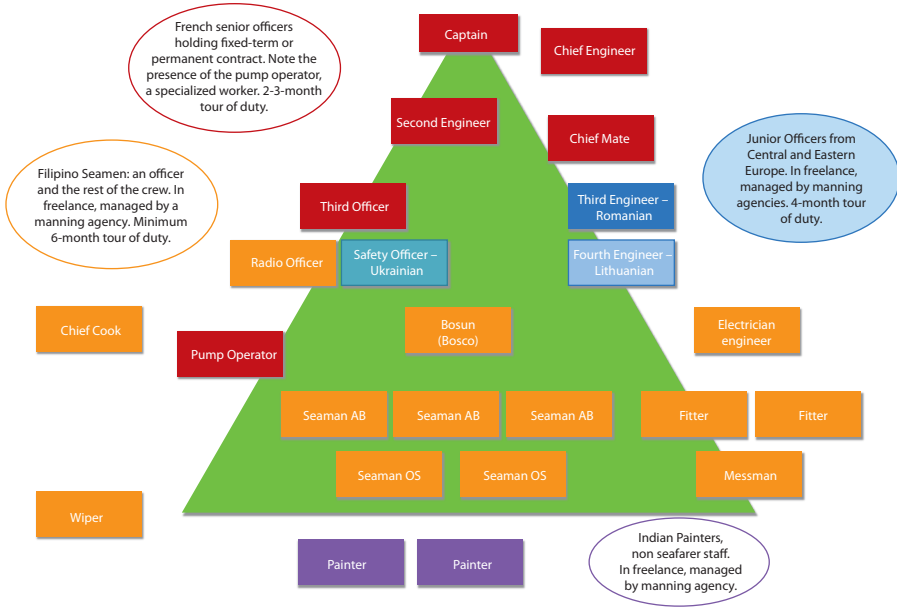 French senior officers
holding fixed-term or
permanent contract. Note the
presence of the pump operator,
a specialized worker. 2-3-month
tour of duty.
Captain
Chief Engineer
Second Engineer
Chief Mate
Junior Officers from
Central and Eastern
Europe. In freelance,
managed by manning
agencies. 4-month tour
of duty.
Filipino Seamen: an officer
and the rest of the crew. In
freelance, managed by a
manning agency. Minimum
6-month tour of duty.
Third Officer
Third Engineer –
Romanian
Radio Officer
Safety Officer –
Ukrainian
Fourth Engineer –
Lithuanian
Chief Cook
Bosun
(Bosco)
Electrician
engineer
Pump Operator
Seaman AB
Seaman AB
Seaman AB
Fitter
Fitter
Seaman OS
Seaman OS
Messman
Wiper
Indian Painters,
non seafarer staff.
In freelance, managed
by manning agency.
Painter
Painter